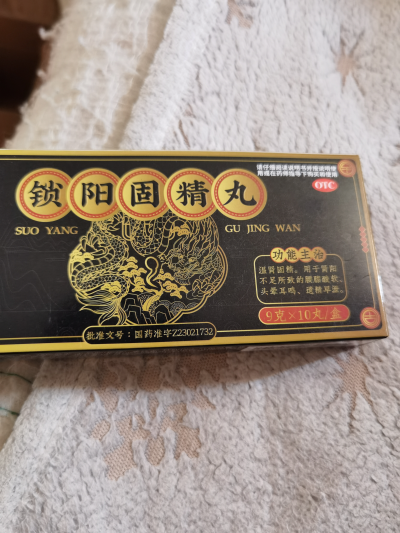 请仔细阅读说明书并按说明使
用或在药师指导下购买和使用
OTC
锁阳固精丸
SUO YANG GU JING WAN
功能主治
温肾固精。用于肾阳
不足所致的腰膝酸软、
头晕耳鸣、遗精早泄。
9克×10丸/盒
批准文号：国药准字Z23021732